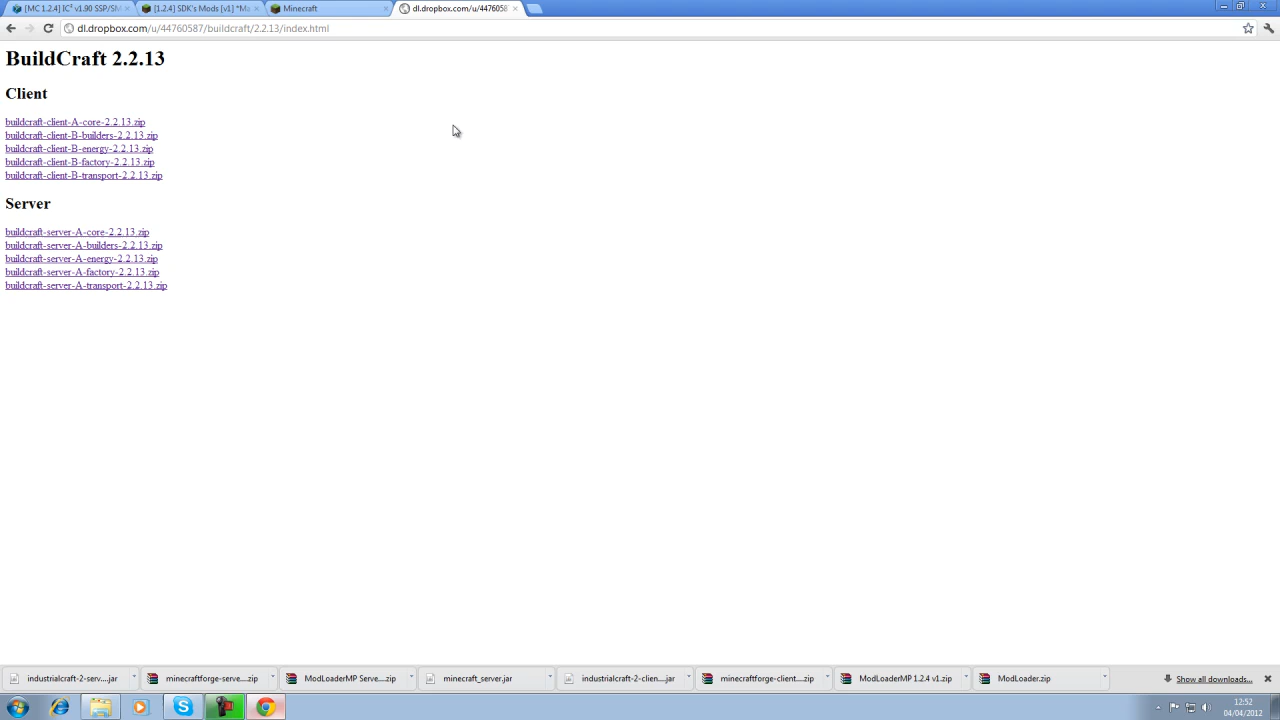 [MC 1.2.4] IC² v1.90 SSP/SM
[1.2.4] SDK's Mods [v1] "Ma
Minecraft
dl.dropbox.com/u/4476058
dl.dropbox.com/u/44760587/buildcraft/2.2.13/index.html
BuildCraft 2.2.13
Client
buildcraft-client-A-core-2.2.13.zip
buildcraft-client-B-builders-2.2.13.zip
buildcraft-client-B-energy-2.2.13.zip
buildcraft-client-B-factory-2.2.13.zip
buildcraft-client-B-transport-2.2.13.zip
Server
buildcraft-server-A-core-2.2.13.zip
buildcraft-server-A-builders-2.2.13.zip
buildcraft-server-A-energy-2.2.13.zip
buildcraft-server-A-factory-2.2.13.zip
buildcraft-server-A-transport-2.2.13.zip
industrialcraft-2-serv....jar
minecraftforge-serve....zip
ModLoaderMP Serve....zip
minecraft_server.jar
industrialcraft-2-clien....jar
minecraftforge-client....zip
ModLoaderMP 1.2.4 v1.zip
ModLoader.zip
Show all downloads...
12:52
04/04/2012